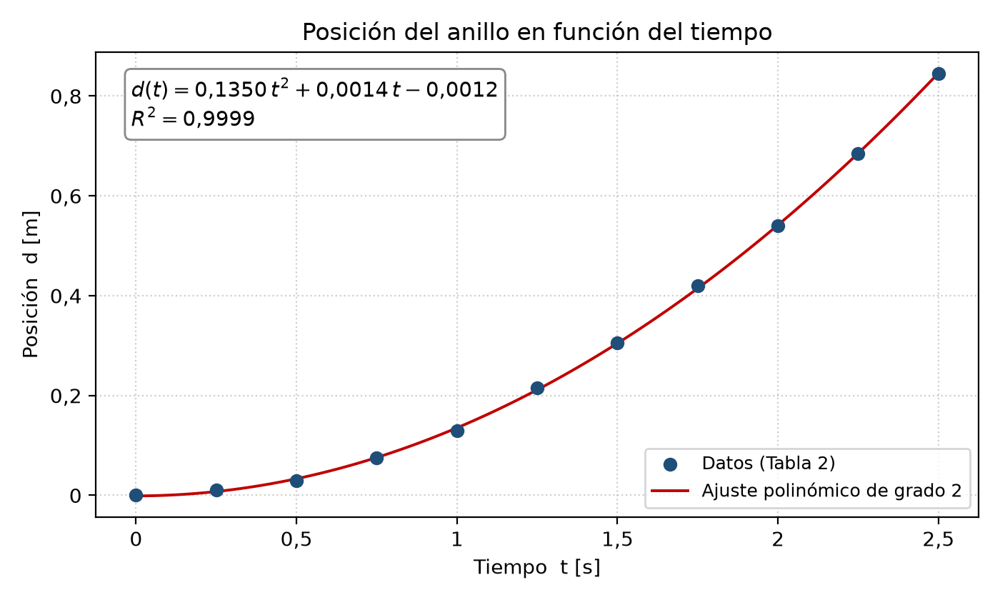 Posición del anillo en función del tiempo
d(t) = 0,1350 t² + 0,0014 t − 0,0012
R² = 0,9999
0,8
0,6
0,4
0,2
0
Posición d [m]
Datos (Tabla 2)
Ajuste polinómico de grado 2
0 0,5 1 1,5 2 2,5
Tiempo t [s]